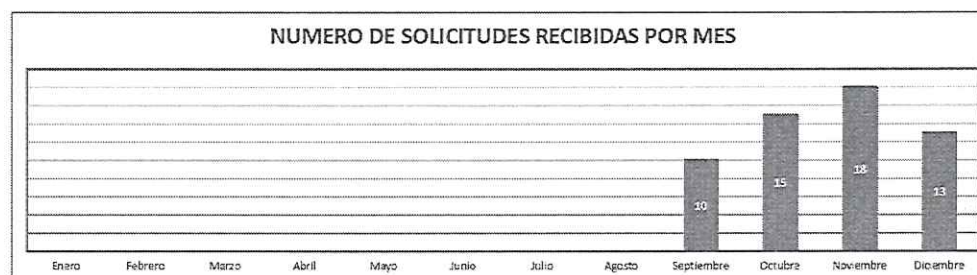 NUMERO DE SOLICITUDES RECIBIDAS POR MES
18
15
13
10
Enero Febrero Marzo Abril Mayo Junio Julio Agosto Septiembre Octubre Noviembre Diciembre